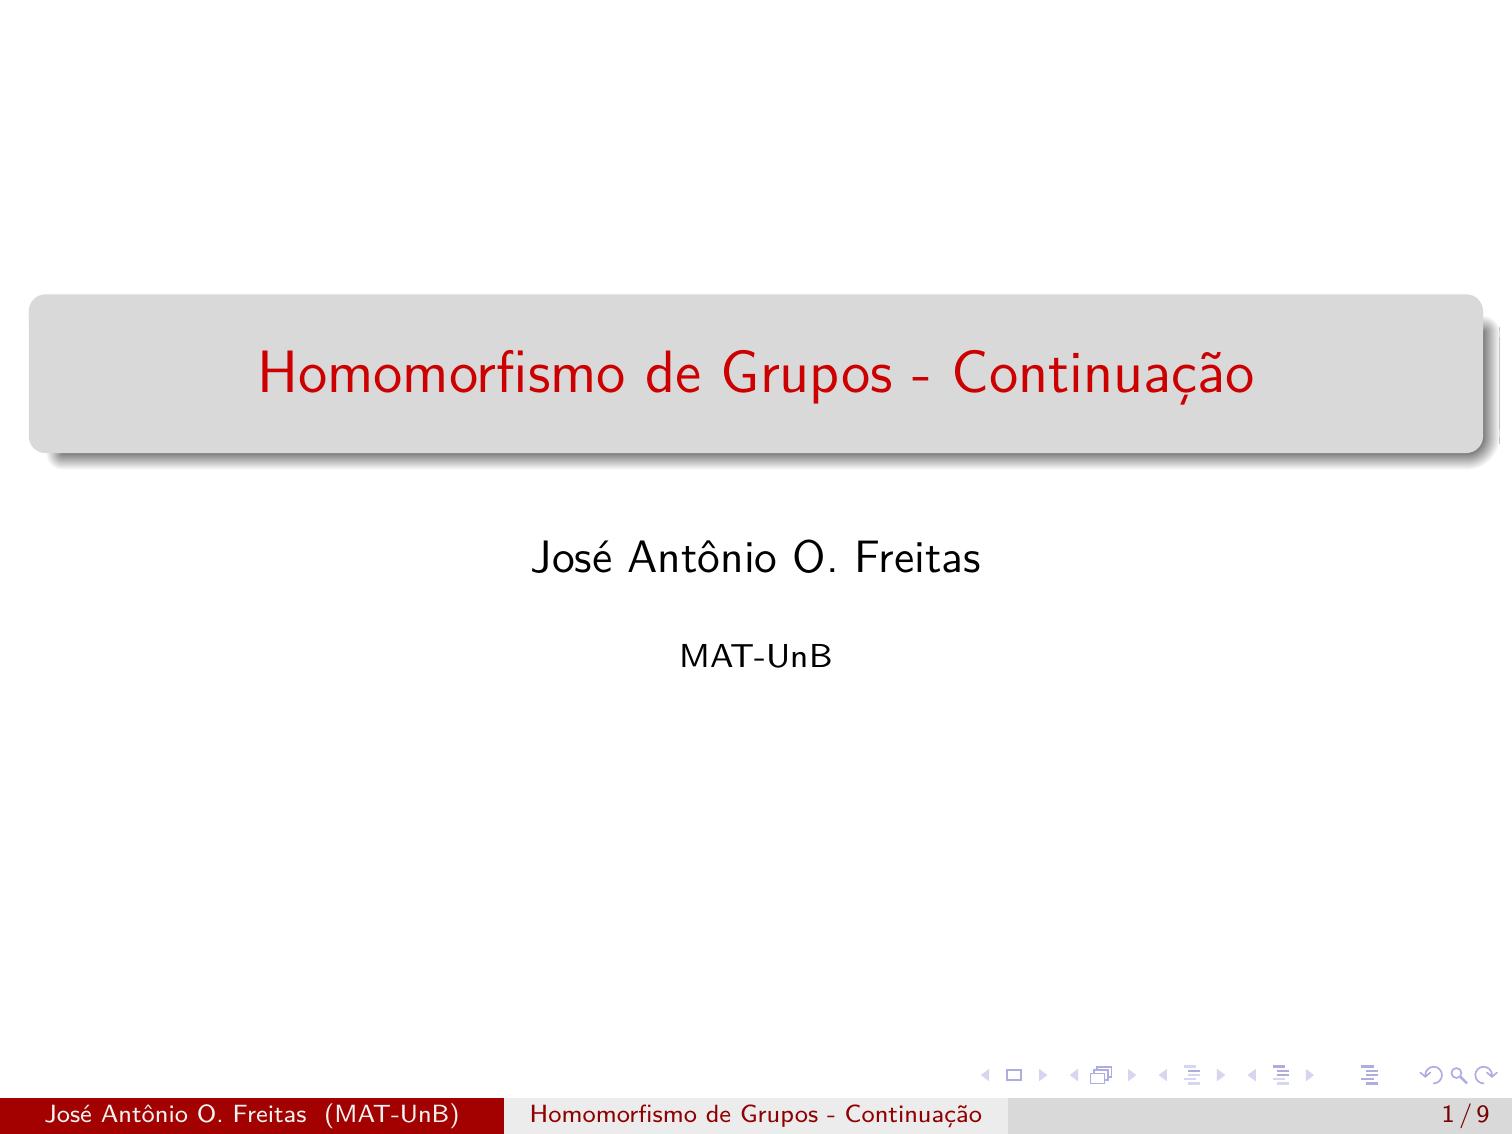 Homomorfismo de Grupos - Continuação
José Antônio O. Freitas
MAT-UnB
José Antônio O. Freitas (MAT-UnB) Homomorfismo de Grupos - Continuação 1 / 9